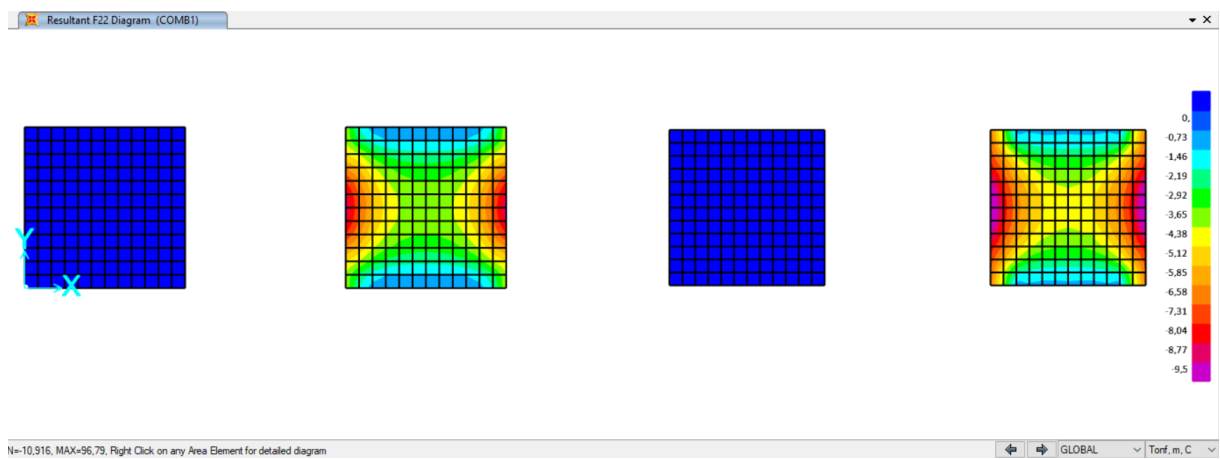 Resultant F22 Diagram (COMB1)
0,
-0,73
-1,46
-2,19
-2,92
-3,65
-4,38
-5,12
-5,85
-6,58
-7,31
-8,04
-8,77
-9,5
Y
X
N=-10,916, MAX=96,79, Right Click on any Area Element for detailed diagram
GLOBAL
Tonf, m, C